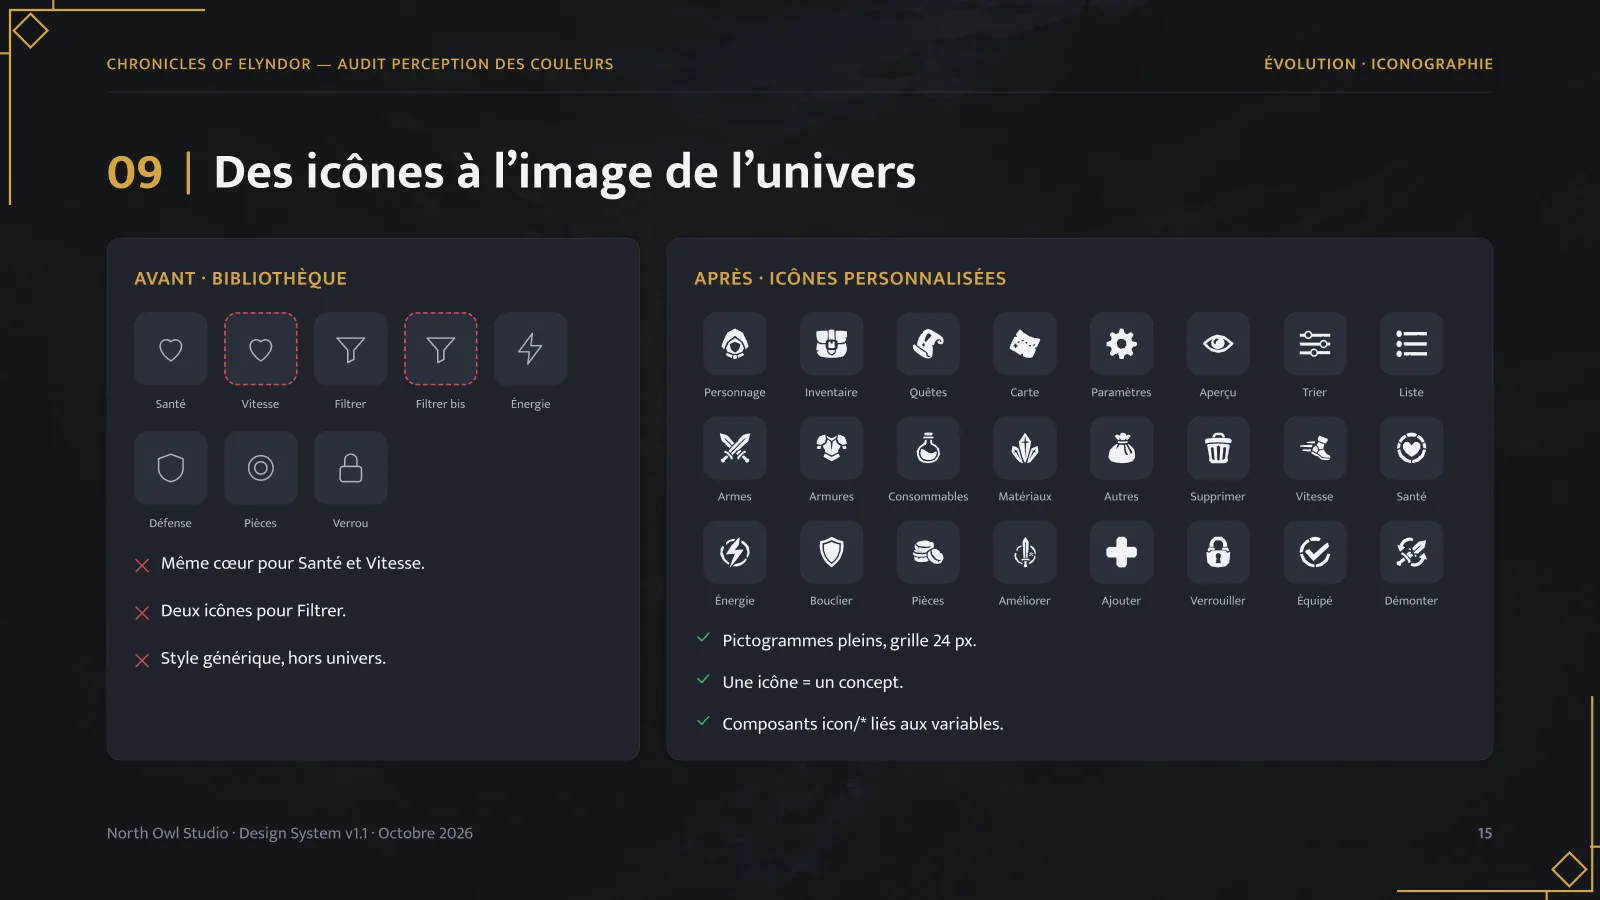 CHRONICLES OF ELYNDOR — AUDIT PERCEPTION DES COULEURS
ÉVOLUTION · ICONOGRAPHIE
09 | Des icônes à l’image de l’univers
AVANT · BIBLIOTHÈQUE
Santé Vitesse Filtrer Filtrer bis Énergie
Défense Pièces Verrou
Même cœur pour Santé et Vitesse.
Deux icônes pour Filtrer.
Style générique, hors univers.
APRÈS · ICÔNES PERSONNALISÉES
Personnage Inventaire Quêtes Carte Paramètres Aperçu Trier Liste
Armes Armures Consommables Matériaux Autres Supprimer Vitesse Santé
Énergie Bouclier Pièces Améliorer Ajouter Verrouiller Équipé Démonter
Pictogrammes pleins, grille 24 px.
Une icône = un concept.
Composants icon/* liés aux variables.
North Owl Studio · Design System v1.1 · Octobre 2026
15